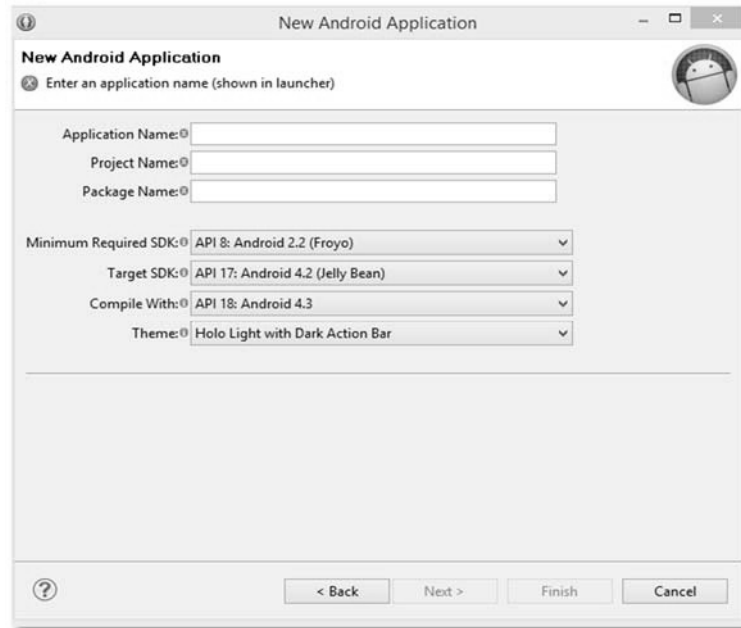 New Android Application
New Android Application
Enter an application name (shown in launcher)
Application Name:
Project Name:
Package Name:
Minimum Required SDK: API 8: Android 2.2 (Froyo)
Target SDK: API 17: Android 4.2 (Jelly Bean)
Compile With: API 18: Android 4.3
Theme: Holo Light with Dark Action Bar
?
< Back Next > Finish Cancel